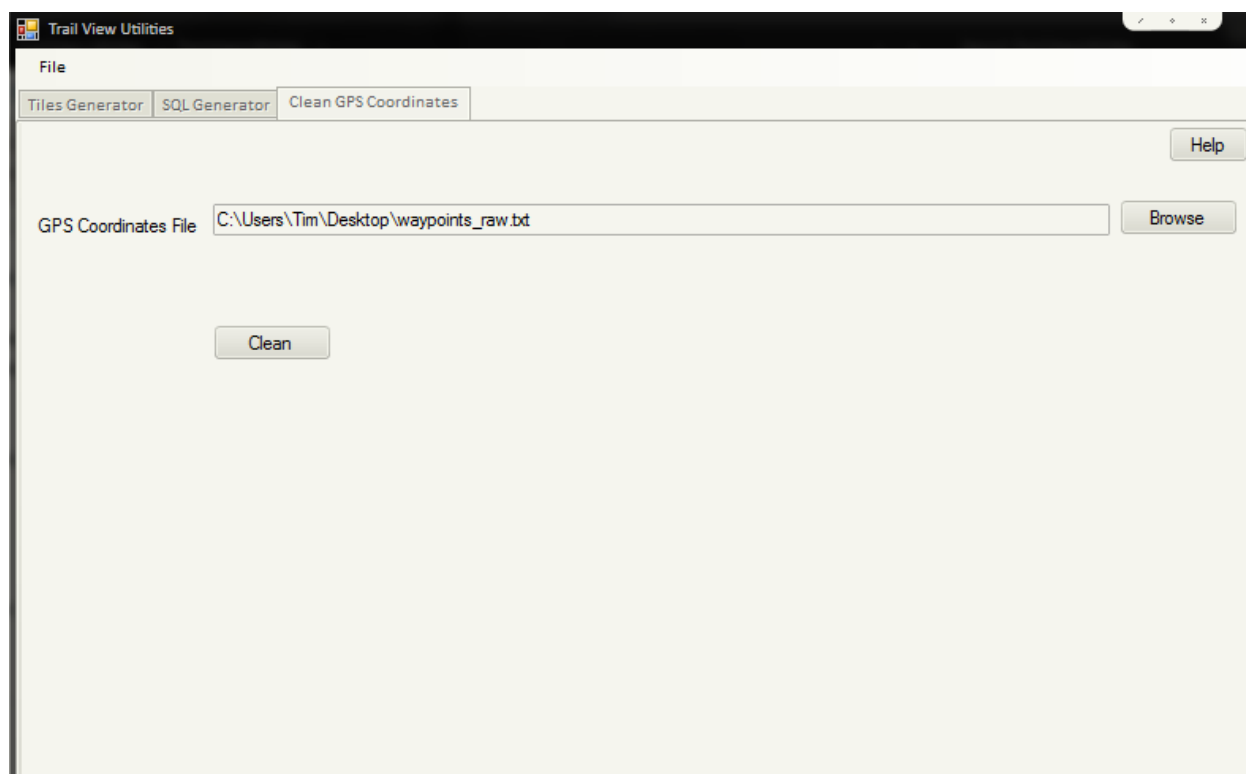 Trail View Utilities
File
Tiles Generator SQL Generator Clean GPS Coordinates
Help
GPS Coordinates File C:\Users\Tim\Desktop\waypoints_raw.txt Browse
Clean